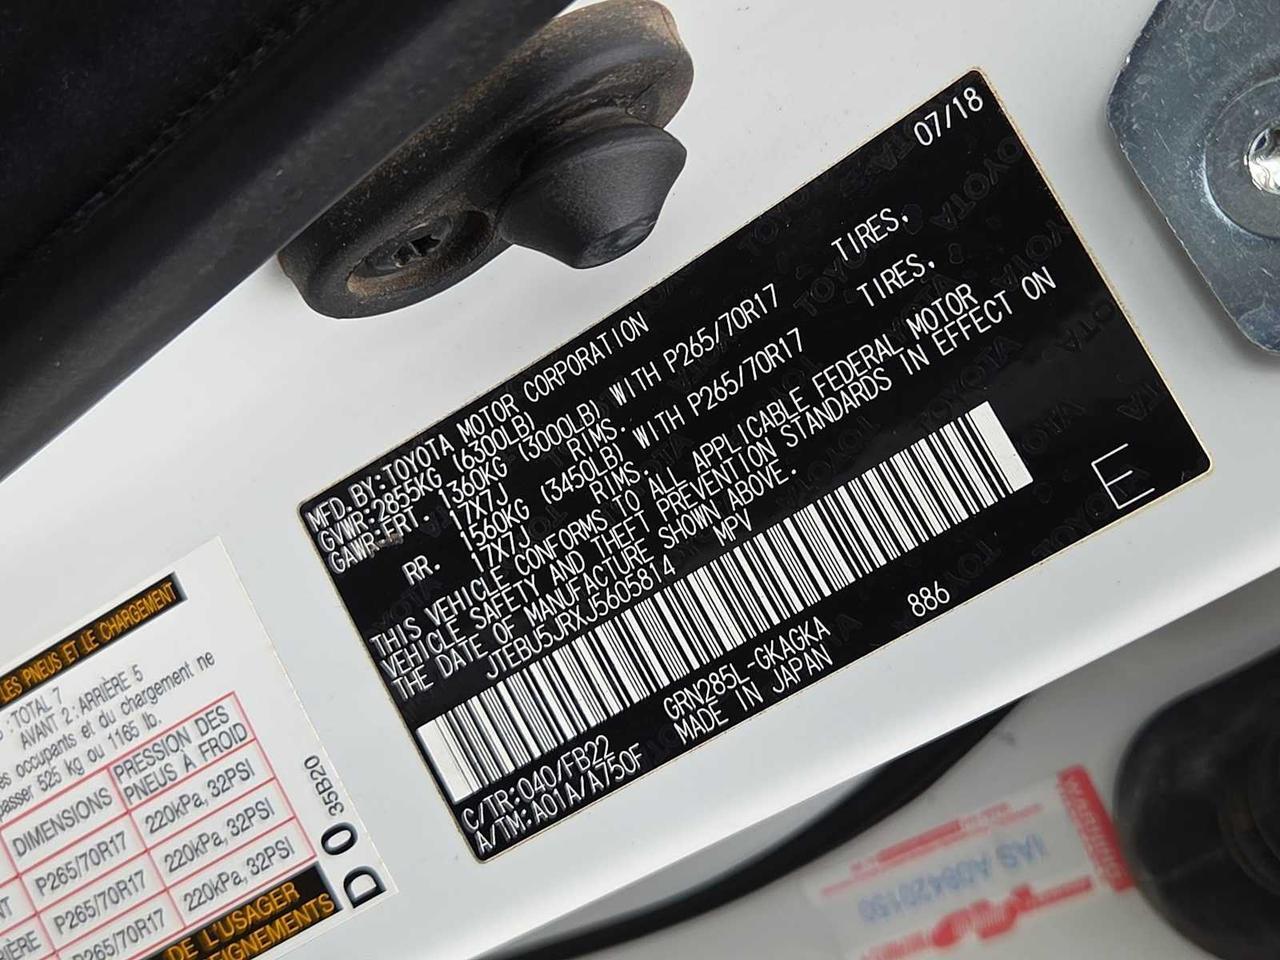 07/18
MFD. BY: TOYOTA MOTOR CORPORATION
GVWR: 2855KG (6300LB)
GAWR: FRT. 1360KG (3000LB) WITH P265/70R17 TIRES,
17X7J RIMS.
RR. 1560KG (3450LB) WITH P265/70R17 TIRES,
17X7J RIMS.
THIS VEHICLE CONFORMS TO ALL APPLICABLE FEDERAL MOTOR
VEHICLE SAFETY AND THEFT PREVENTION STANDARDS IN EFFECT ON
THE DATE OF MANUFACTURE SHOWN ABOVE.
JTEBU5JRXJ5605814 MPV
E
C/TR: 040/FB22 GRN285L-GKAGKA 886
A/TM: A01A/A750F MADE IN JAPAN
LES PNEUS ET LE CHARGEMENT
TOTAL 7
AVANT 2: ARRIÈRE 5
occupants et du chargement ne
passer 525 kg ou 1165 lb.
DIMENSIONS PRESSION DES PNEUS À FROID
P265/70R17 220kPa, 32PSI
P265/70R17 220kPa, 32PSI
P265/70R17 220kPa, 32PSI
DE L'USAGER
D0 35B20
IAS AD8420150